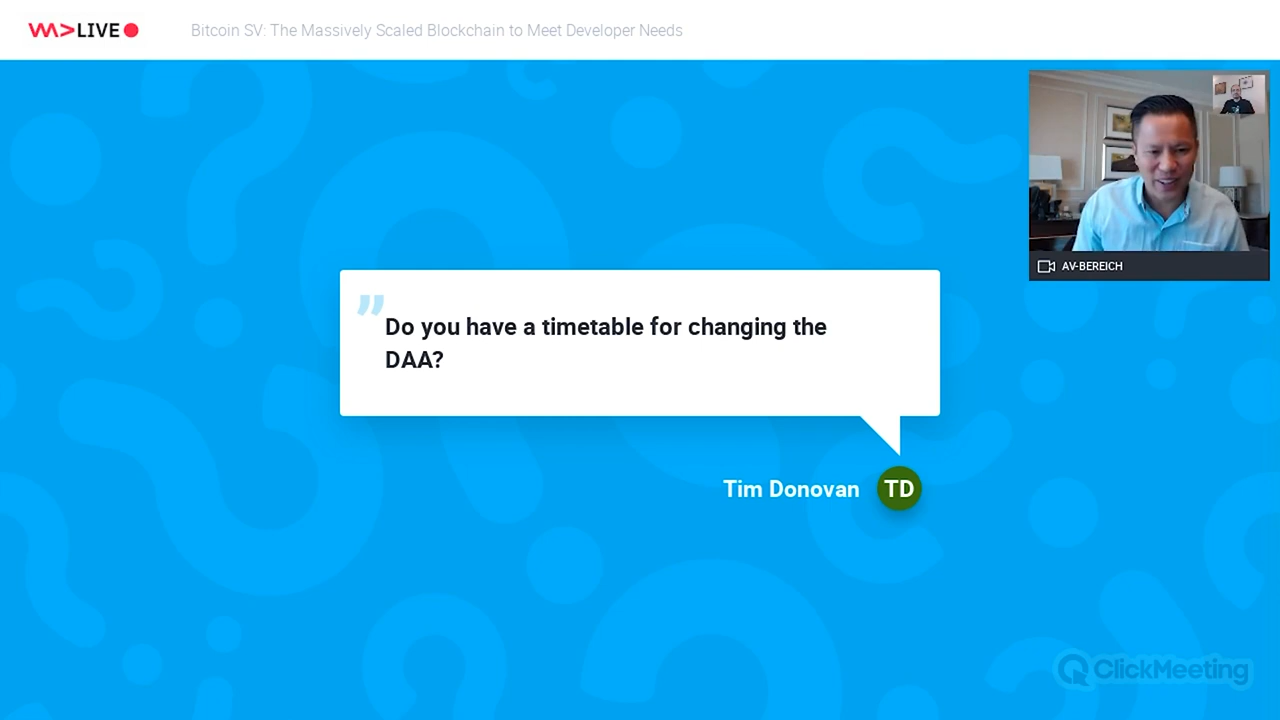 WA>LIVE
Bitcoin SV: The Massively Scaled Blockchain to Meet Developer Needs
AV-BEREICH
"Do you have a timetable for changing the
DAA?
Tim Donovan TD
ClickMeeting